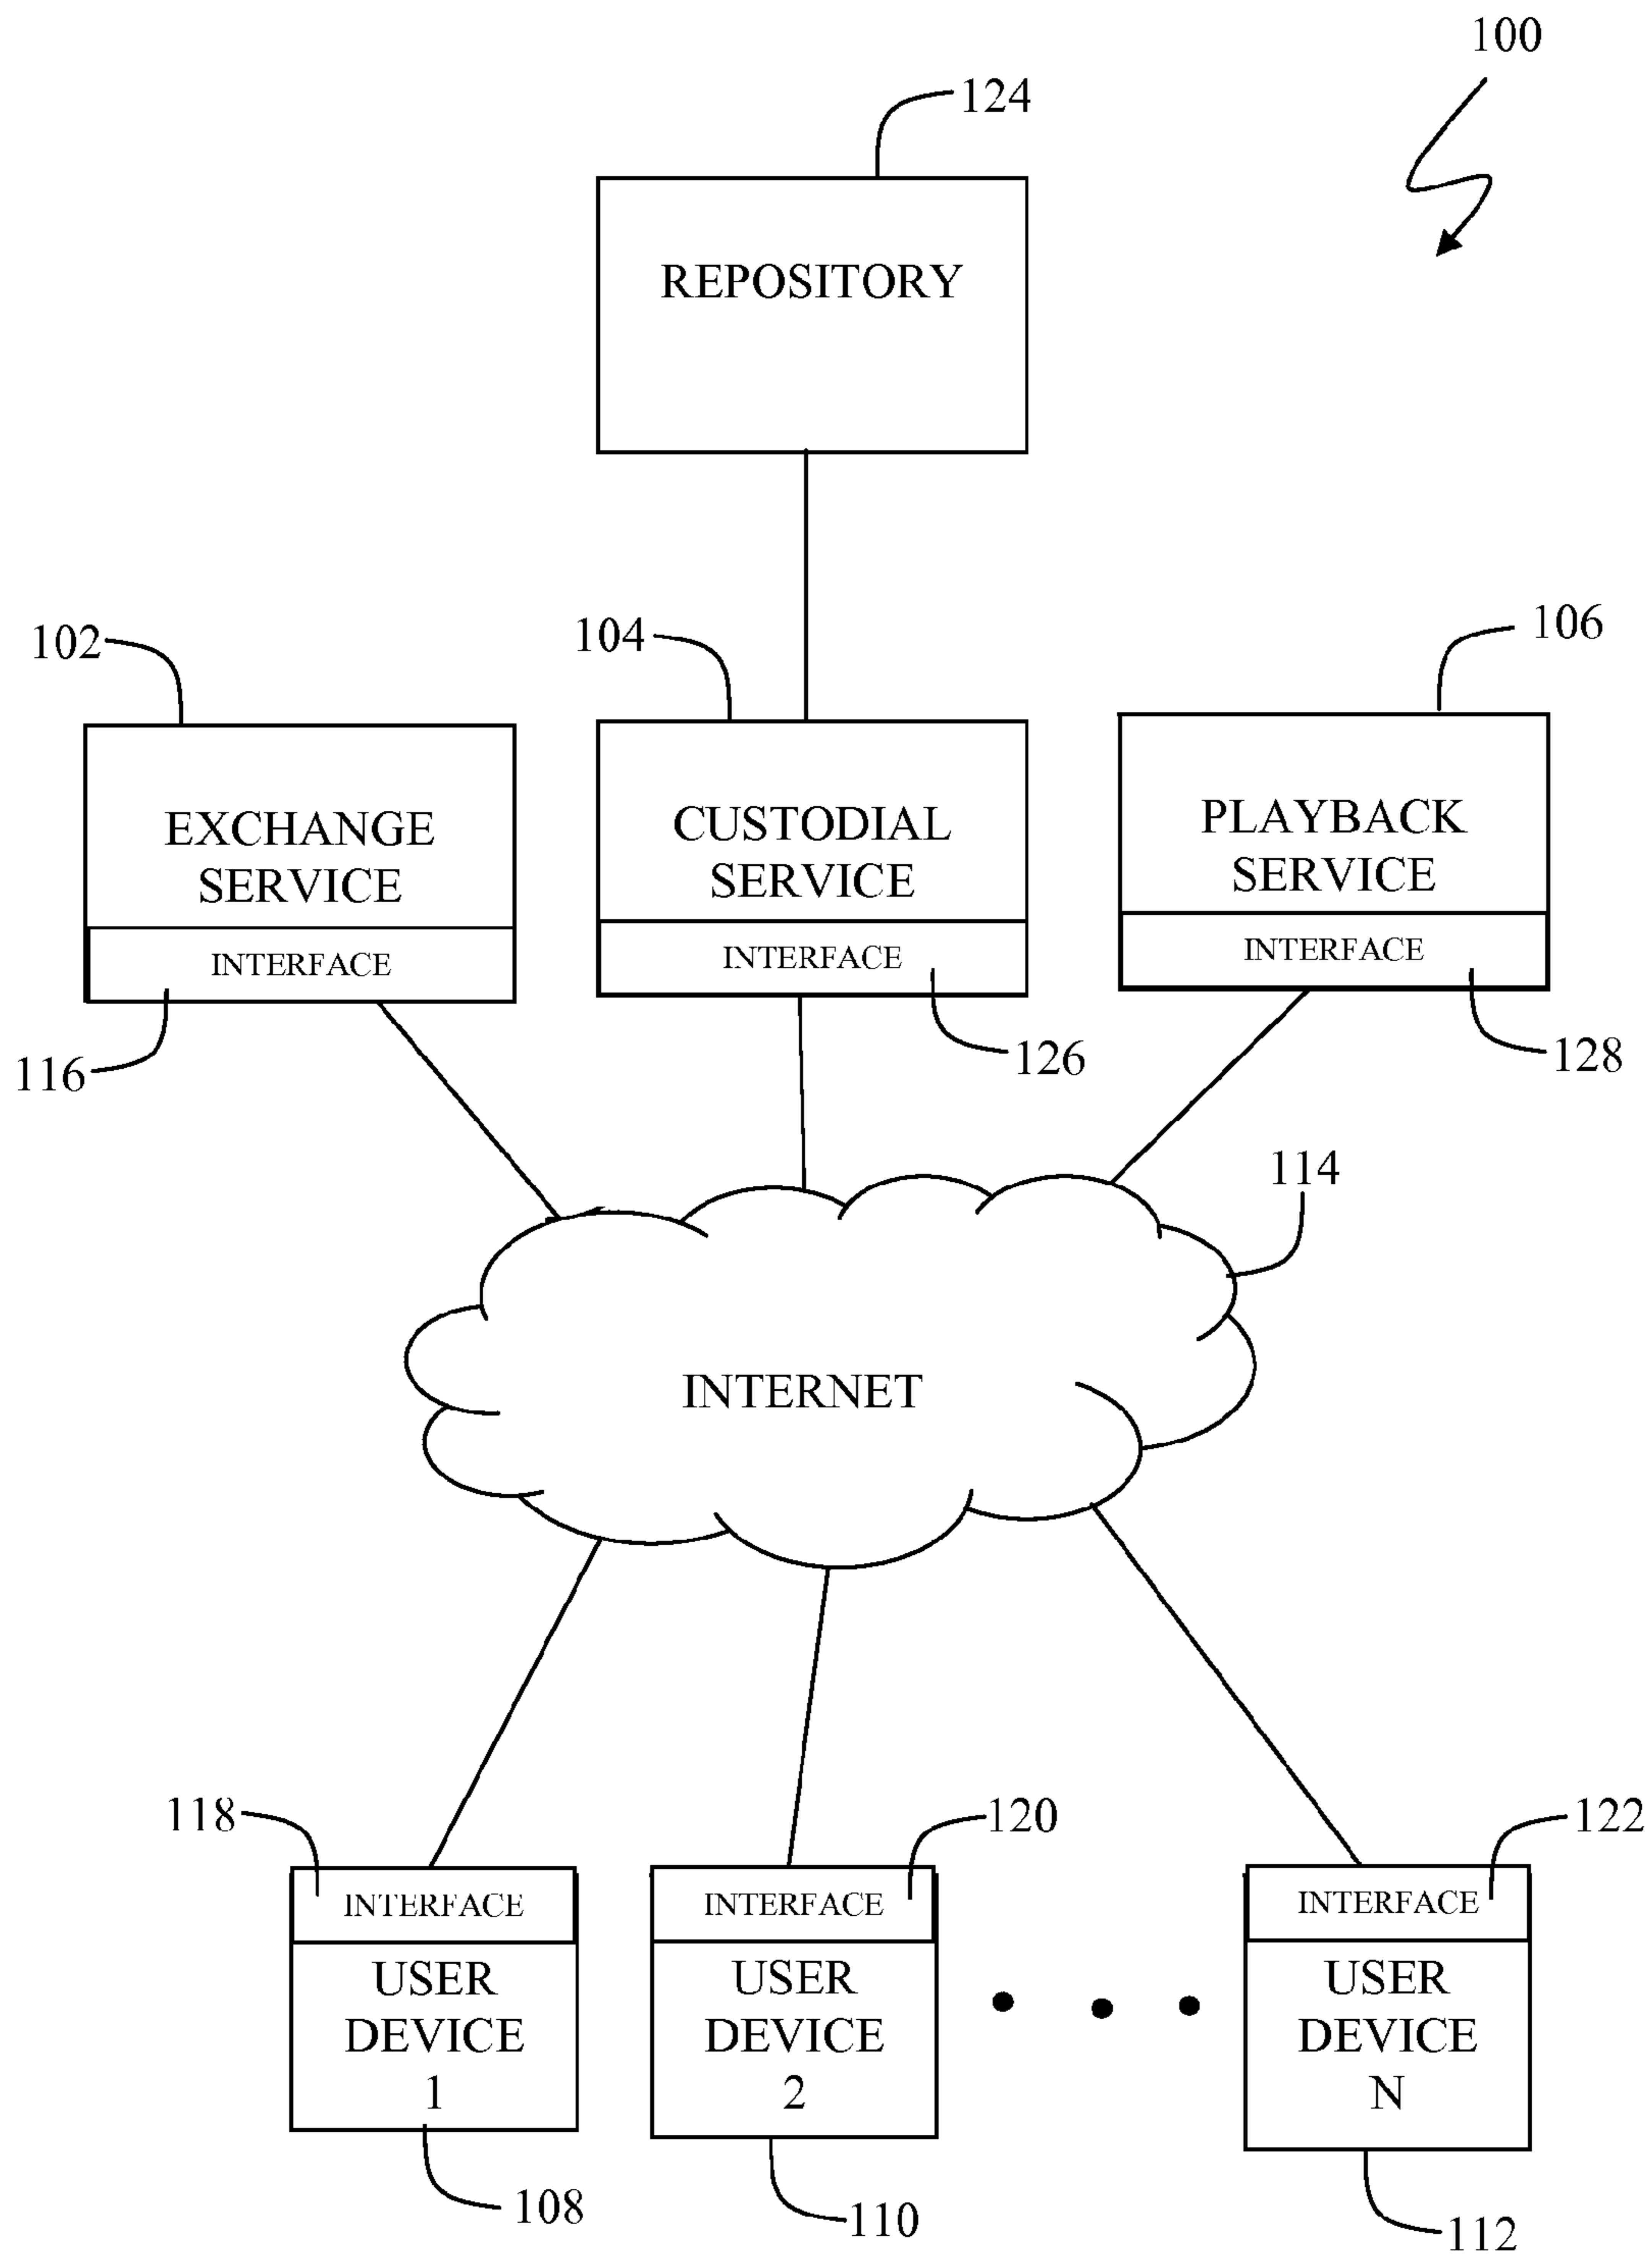 100
124
REPOSITORY
102
104
106
EXCHANGE
SERVICE
INTERFACE
CUSTODIAL
SERVICE
INTERFACE
PLAYBACK
SERVICE
INTERFACE
116
126
128
114
INTERNET
118
120
122
INTERFACE
USER
DEVICE
1
INTERFACE
USER
DEVICE
2
INTERFACE
USER
DEVICE
N
108
110
112